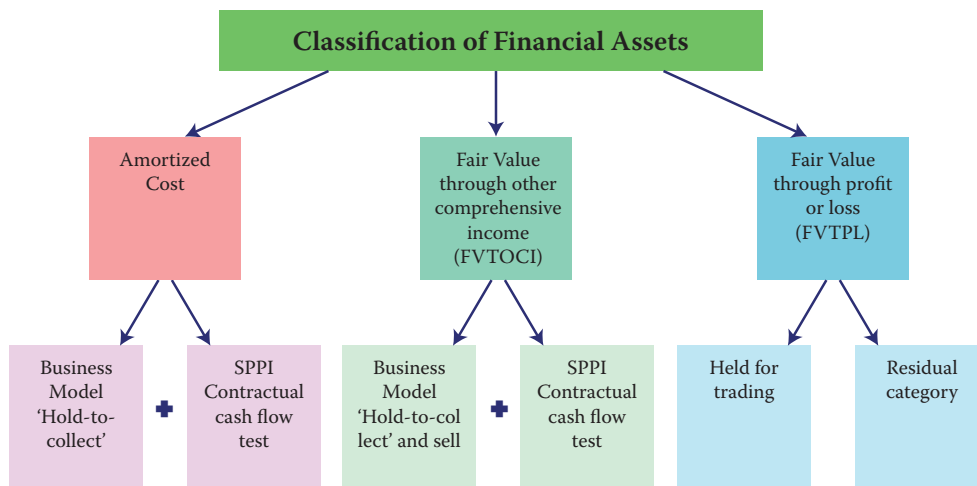 Classification of Financial Assets
Amortized
Cost
Fair Value
through other
comprehensive
income
(FVTOCI)
Fair Value
through profit
or loss
(FVTPL)
Business
Model
‘Hold-to-
collect’
SPPI
Contractual
cash flow
test
Business
Model
‘Hold-to-col
lect’ and sell
SPPI
Contractual
cash flow
test
Held for
trading
Residual
category